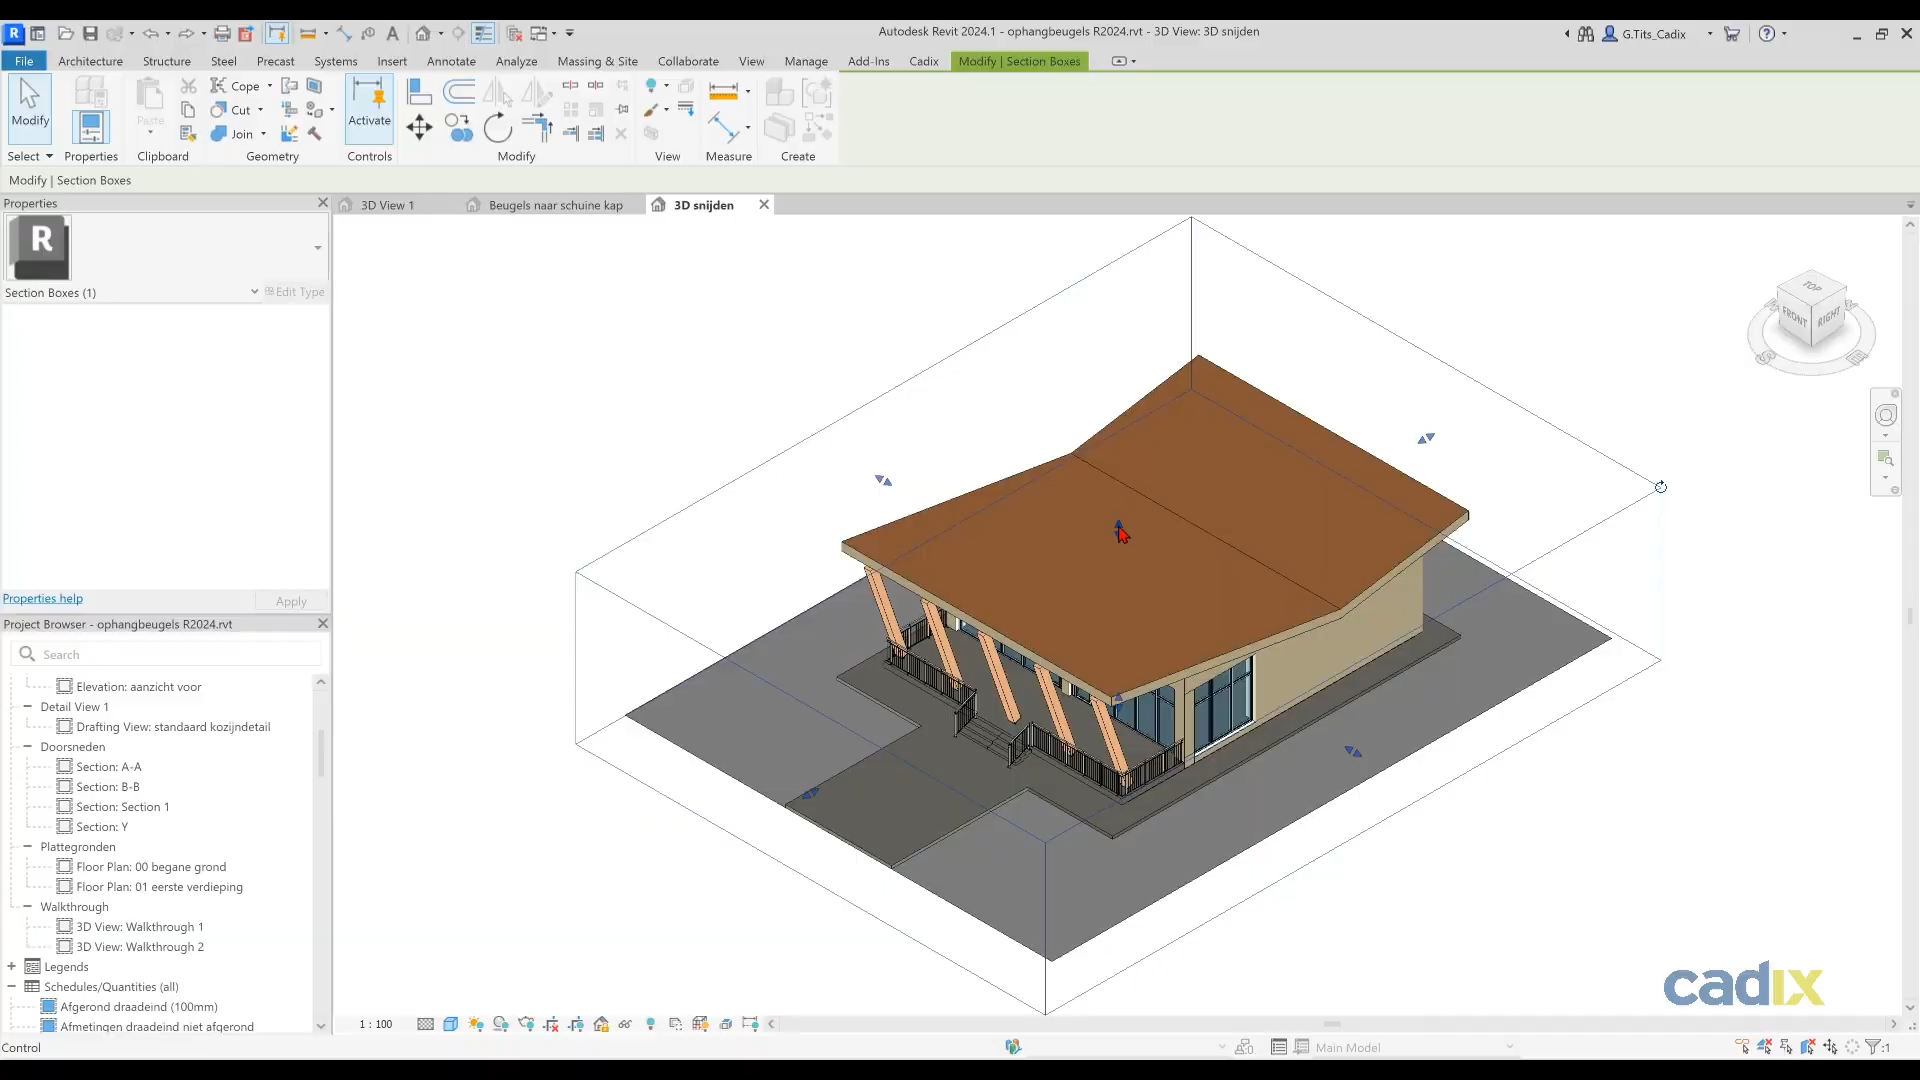 R
Autodesk Revit 2024.1 - ophangbeugels R2024.rvt - 3D View: 3D snijden
G.Tits_Cadix
File Architecture Structure Steel Precast Systems Insert Annotate Analyze Massing & Site Collaborate View Manage Add-Ins Cadix Modify | Section Boxes
Modify
Paste
Cope
Cut
Join
Activate
Select Properties Clipboard Geometry Controls Modify View Measure Create
Modify | Section Boxes
Properties
3D View 1
Beugels naar schuine kap
3D snijden
R
Section Boxes (1)
Edit Type
Properties help
Apply
Project Browser - ophangbeugels R2024.rvt
Search
Elevation: aanzicht voor
Detail View 1
Drafting View: standaard kozijndetail
Doorsneden
Section: A-A
Section: B-B
Section: Section 1
Section: Y
Plattegronden
Floor Plan: 00 begane grond
Floor Plan: 01 eerste verdieping
Walkthrough
3D View: Walkthrough 1
3D View: Walkthrough 2
Legends
Schedules/Quantities (all)
Afgerond draadeind (100mm)
Afmetingen draadeind niet afgerond
TOP
FRONT
RIGHT
S
E
cadix
1 : 100
Control
Main Model
:1